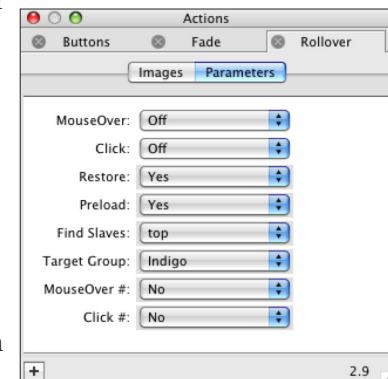 Actions
Buttons Fade Rollover
Images Parameters
MouseOver: Off
Click: Off
Restore: Yes
Preload: Yes
Find Slaves: top
Target Group: Indigo
MouseOver #: No
Click #: No
+ 2.9